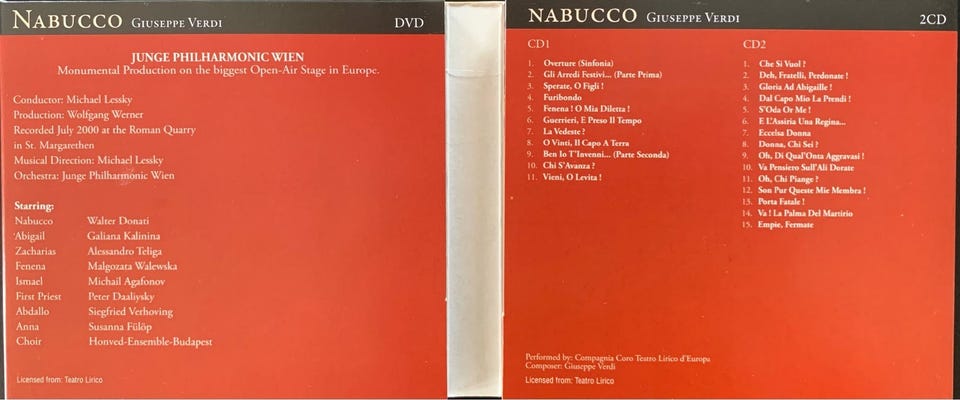 NABUCCO GIUSEPPE VERDI DVD
JUNGE PHILHARMONIC WIEN
Monumental Production on the biggest Open-Air Stage in Europe.
Conductor: Michael Lessky
Production: Wolfgang Werner
Recorded July 2000 at the Roman Quarry
in St. Margarethen
Musical Direction: Michael Lessky
Orchestra: Junge Philharmonic Wien
Starring:
Nabucco Walter Donati
Abigail Galiana Kalinina
Zacharias Alessandro Teliga
Fenena Malgozata Walewska
Ismael Michail Agafonov
First Priest Peter Daaliysky
Abdallo Siegfried Verhoving
Anna Susanna Fülöp
Choir Honved-Ensemble-Budapest
Licensed from: Teatro Lirico
NABUCCO GIUSEPPE VERDI 2CD
CD1
1. Overture (Sinfonia)
2. Gli Arredi Festivi... (Parte Prima)
3. Sperate, O Figli !
4. Furibondo
5. Fenena ! O Mia Diletta !
6. Guerrieri, E Preso Il Tempo
7. La Vedeste ?
8. O Vinti, Il Capo A Terra
9. Ben Io T'Invenni... (Parte Seconda)
10. Chi S'Avanza ?
11. Vieni, O Levita !
CD2
1. Che Si Vuol ?
2. Deh, Fratelli, Perdonate !
3. Gloria Ad Abigaille !
4. Dal Capo Mio La Prendi !
5. S'Oda Or Me !
6. E L'Assiria Una Regina...
7. Eccelsa Donna
8. Donna, Chi Sei ?
9. Oh, Di Qual'Onta Aggravasi !
10. Va Pensiero Sull'Ali Dorate
11. Oh, Chi Piange ?
12. Son Pur Queste Mie Membra !
13. Porta Fatale !
14. Va ! La Palma Del Martirio
15. Empie, Fermate
Performed by: Compagnia Coro Teatro Lirico d'Europa
Composer: Giuseppe Verdi
Licensed from: Teatro Lirico